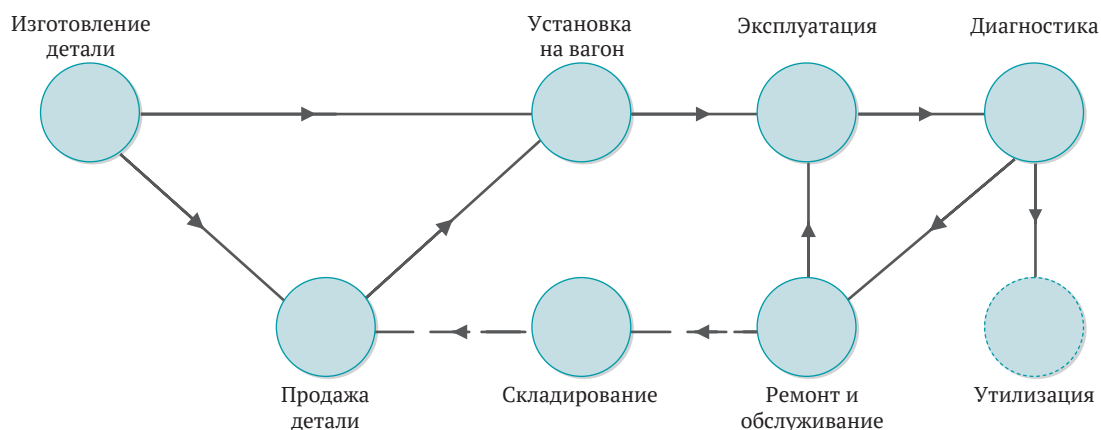 Изготовление
детали
Установка
на вагон
Эксплуатация
Диагностика
Продажа
детали
Складирование
Ремонт и
обслуживание
Утилизация